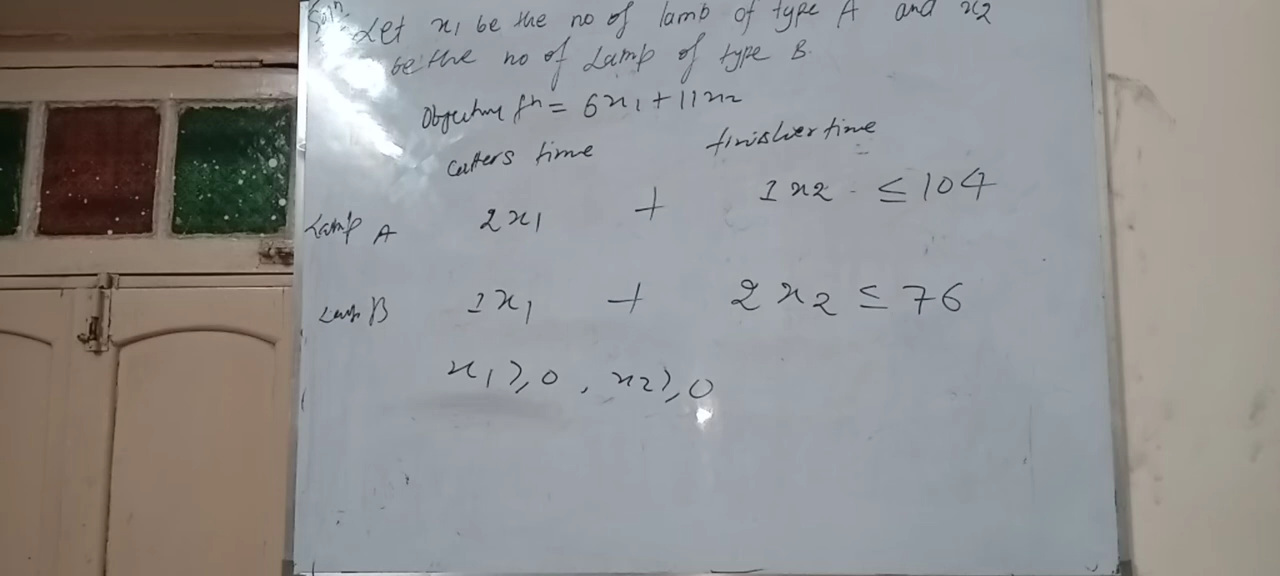 Soln:
Let x1 be the no of lamb of type A and x2
be the no of Lamp of type B.
Objective fn = 6x1 + 11x2
Cutters time finisher time
Lamp A 2x1 + 1x2 ≤ 104
Lamp B 1x1 + 2x2 ≤ 76
x1 ≥ 0, x2 ≥ 0